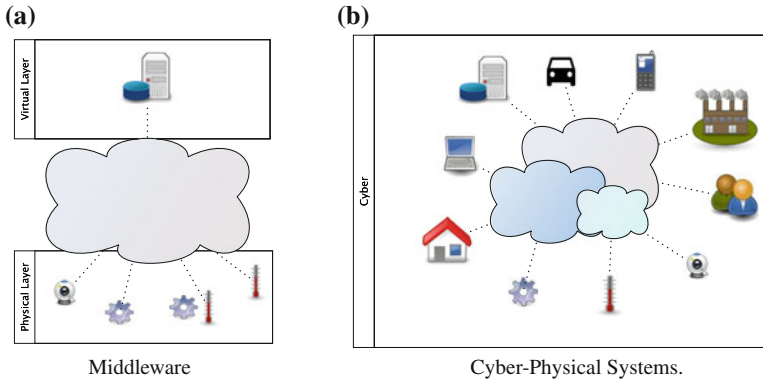 (a)
Virtual Layer
Physical Layer
Middleware
(b)
Cyber
Cyber-Physical Systems.